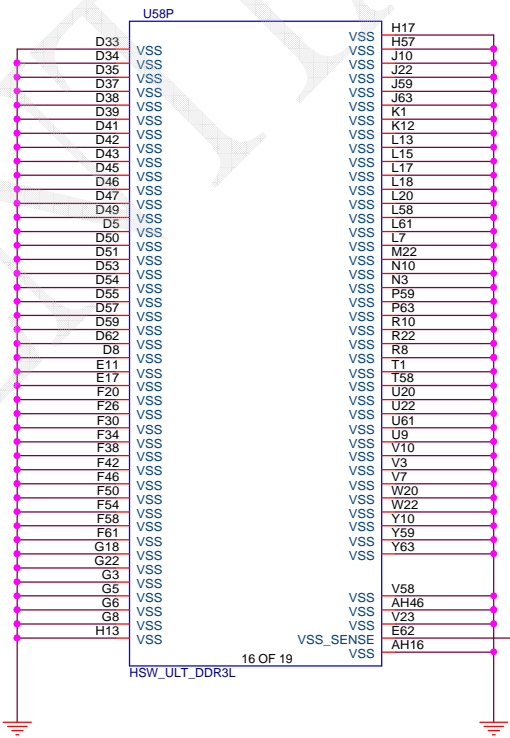 U58P
D33 VSS
D34 VSS
D35 VSS
D37 VSS
D38 VSS
D39 VSS
D41 VSS
D42 VSS
D43 VSS
D45 VSS
D46 VSS
D47 VSS
D49 VSS
D5 VSS
D50 VSS
D51 VSS
D53 VSS
D54 VSS
D55 VSS
D57 VSS
D59 VSS
D62 VSS
D8 VSS
E11 VSS
E17 VSS
F20 VSS
F26 VSS
F30 VSS
F34 VSS
F38 VSS
F42 VSS
F46 VSS
F50 VSS
F54 VSS
F58 VSS
F61 VSS
G18 VSS
G22 VSS
G3 VSS
G5 VSS
G6 VSS
G8 VSS
H13 VSS
VSS H17
VSS H57
VSS J10
VSS J22
VSS J59
VSS J63
VSS K1
VSS K12
VSS L13
VSS L15
VSS L17
VSS L18
VSS L20
VSS L58
VSS L61
VSS L7
VSS M22
VSS N10
VSS N3
VSS P59
VSS P63
VSS R10
VSS R22
VSS R8
VSS T1
VSS T58
VSS U20
VSS U22
VSS U61
VSS U9
VSS V10
VSS V3
VSS V7
VSS W20
VSS W22
VSS Y10
VSS Y59
VSS Y63
VSS V58
VSS AH46
VSS V23
VSS_SENSE E62
VSS AH16
16 OF 19
HSW_ULT_DDR3L